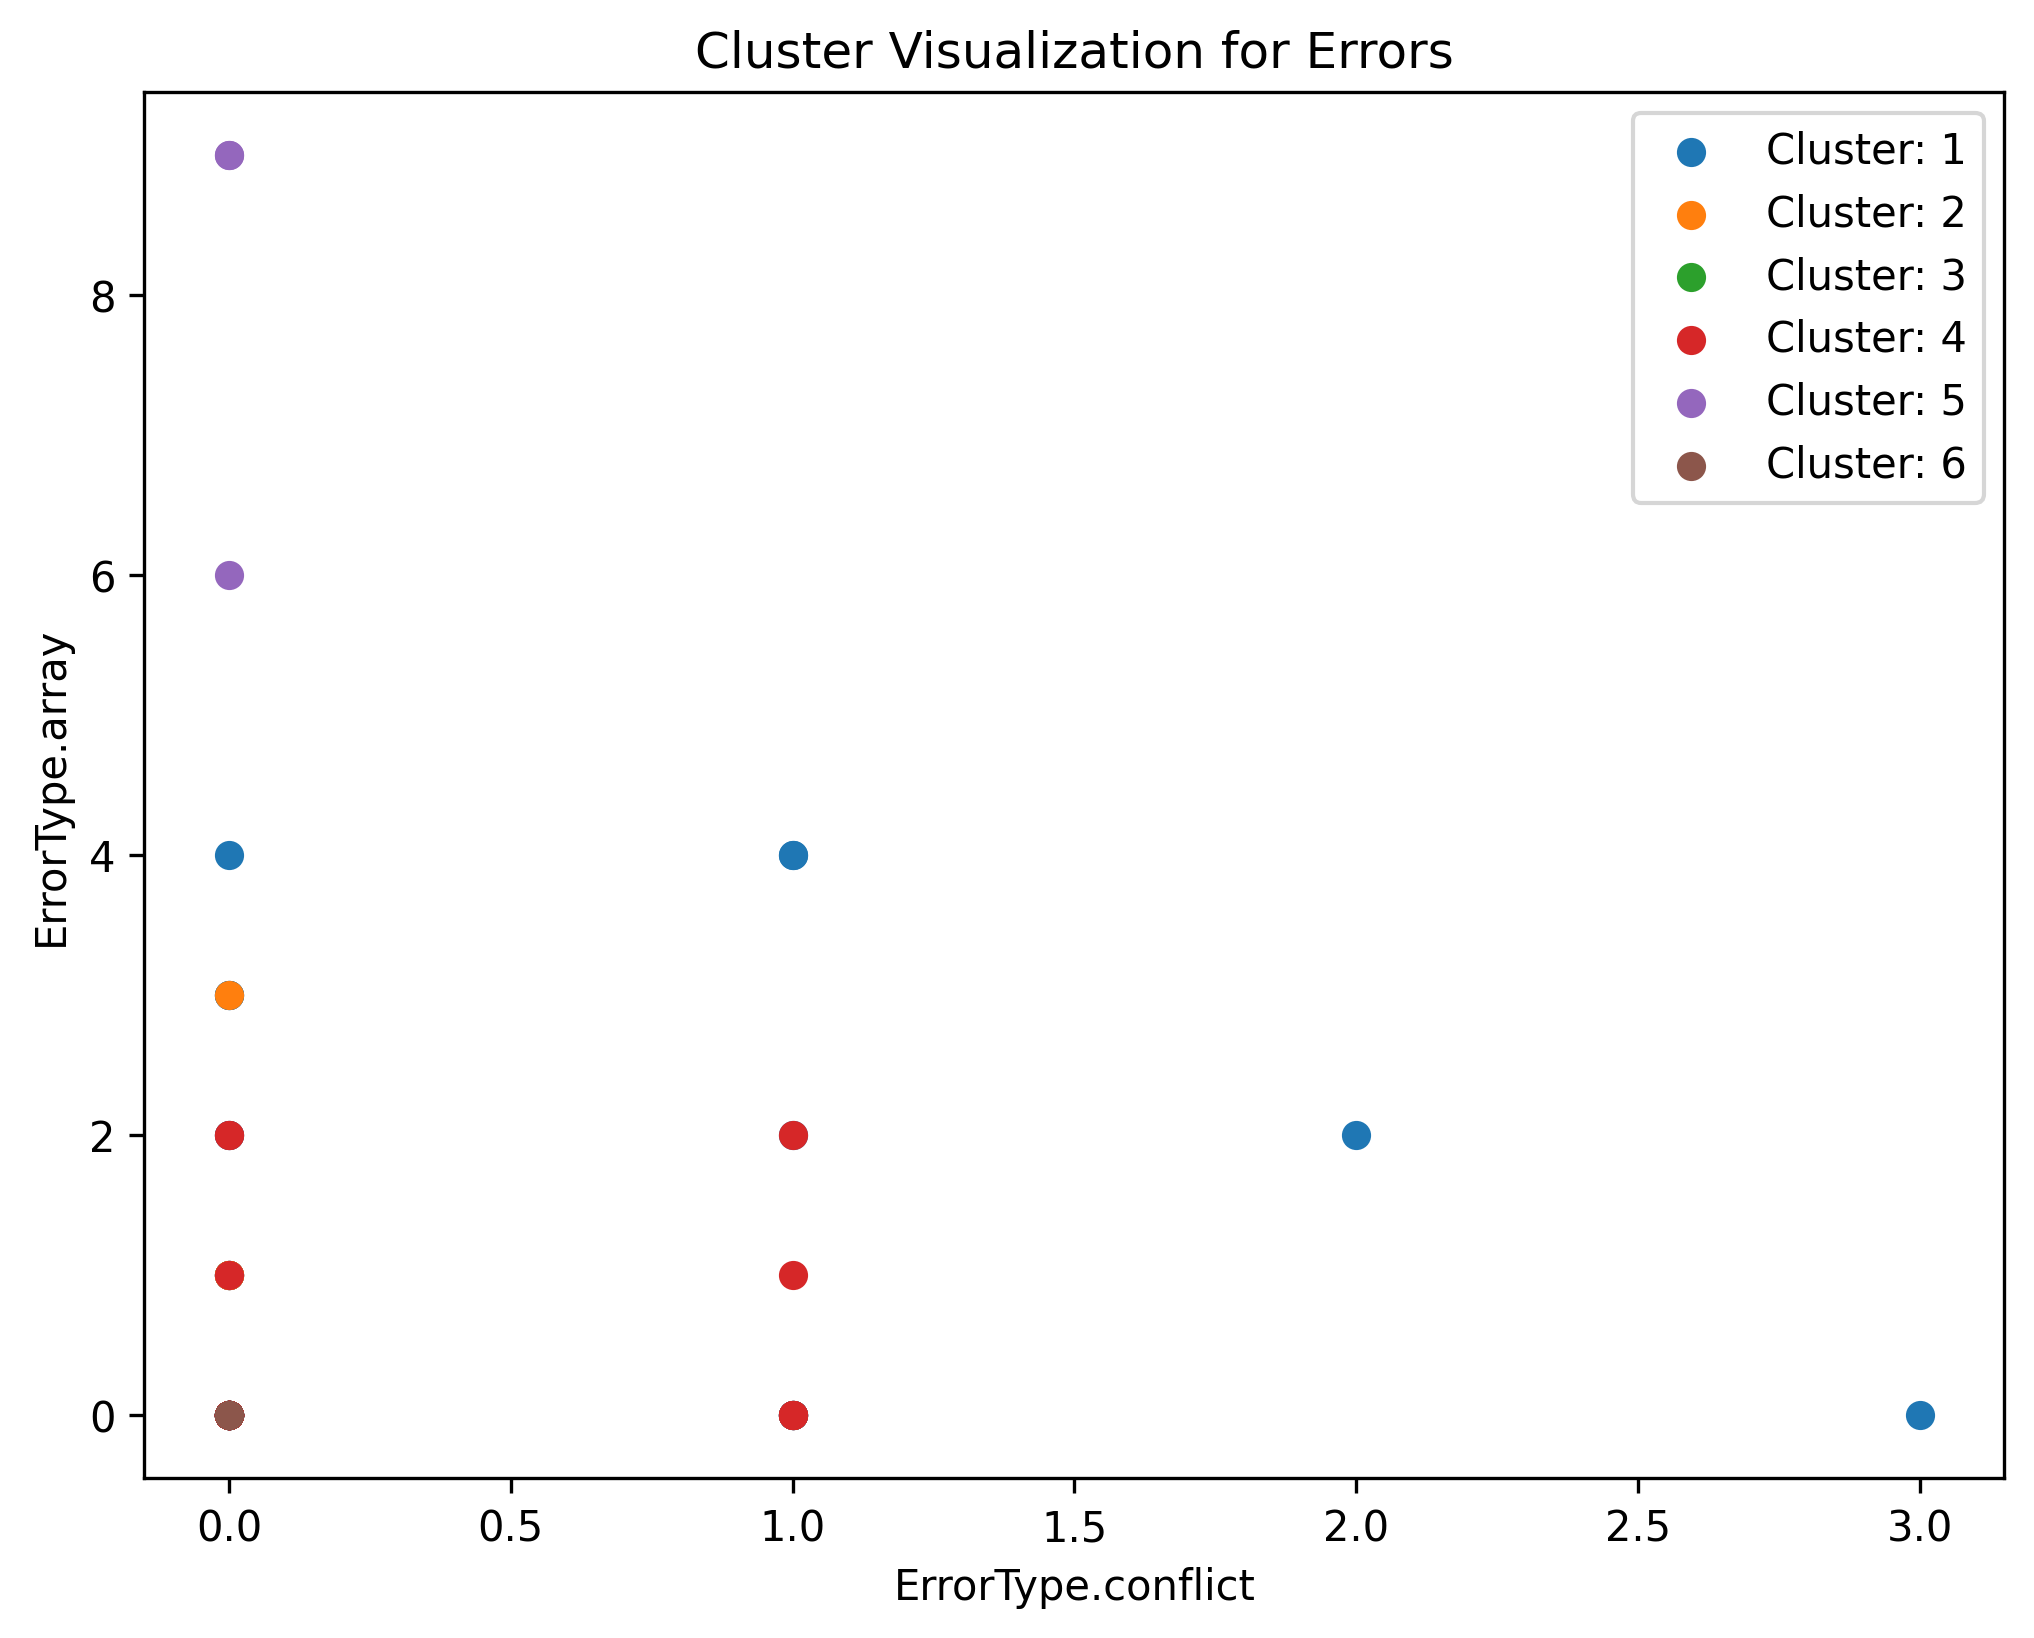 Cluster Visualization for Errors
Cluster: 1
Cluster: 2
Cluster: 3
Cluster: 4
Cluster: 5
Cluster: 6
ErrorType.array
8
6
4
2
0
0.0 0.5 1.0 1.5 2.0 2.5 3.0
ErrorType.conflict